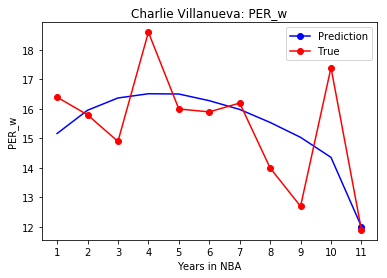 Charlie Villanueva: PER_w
Prediction
True
PER_w
18
17
16
15
14
13
12
1 2 3 4 5 6 7 8 9 10 11
Years in NBA